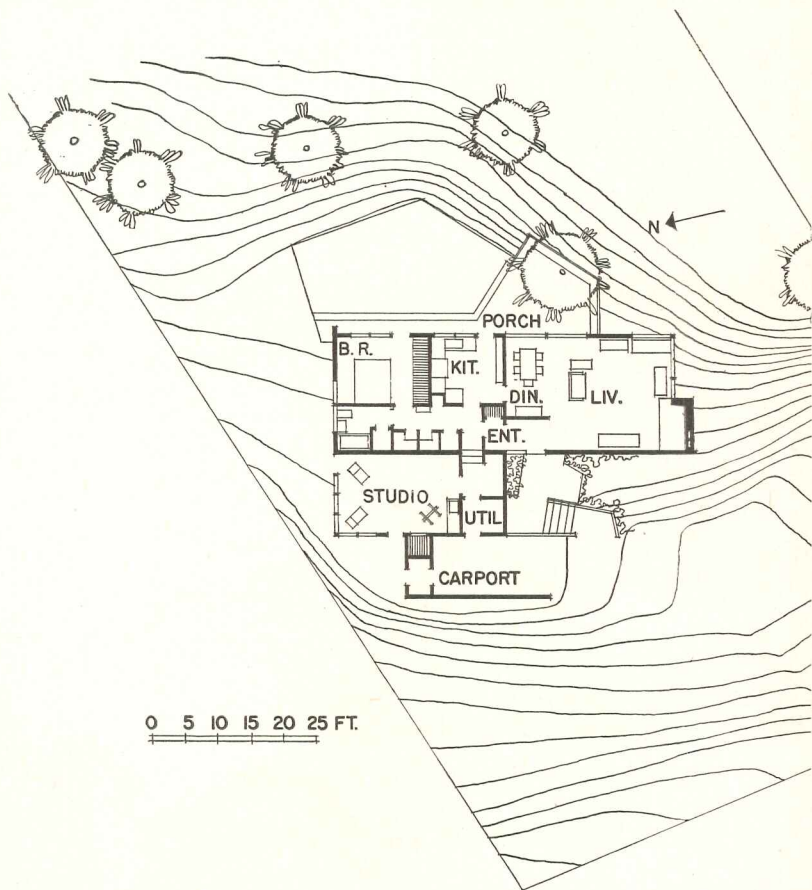 N
PORCH
B. R.
KIT.
DIN.
LIV.
ENT.
STUDIO
UTIL
CARPORT
0 5 10 15 20 25 FT.